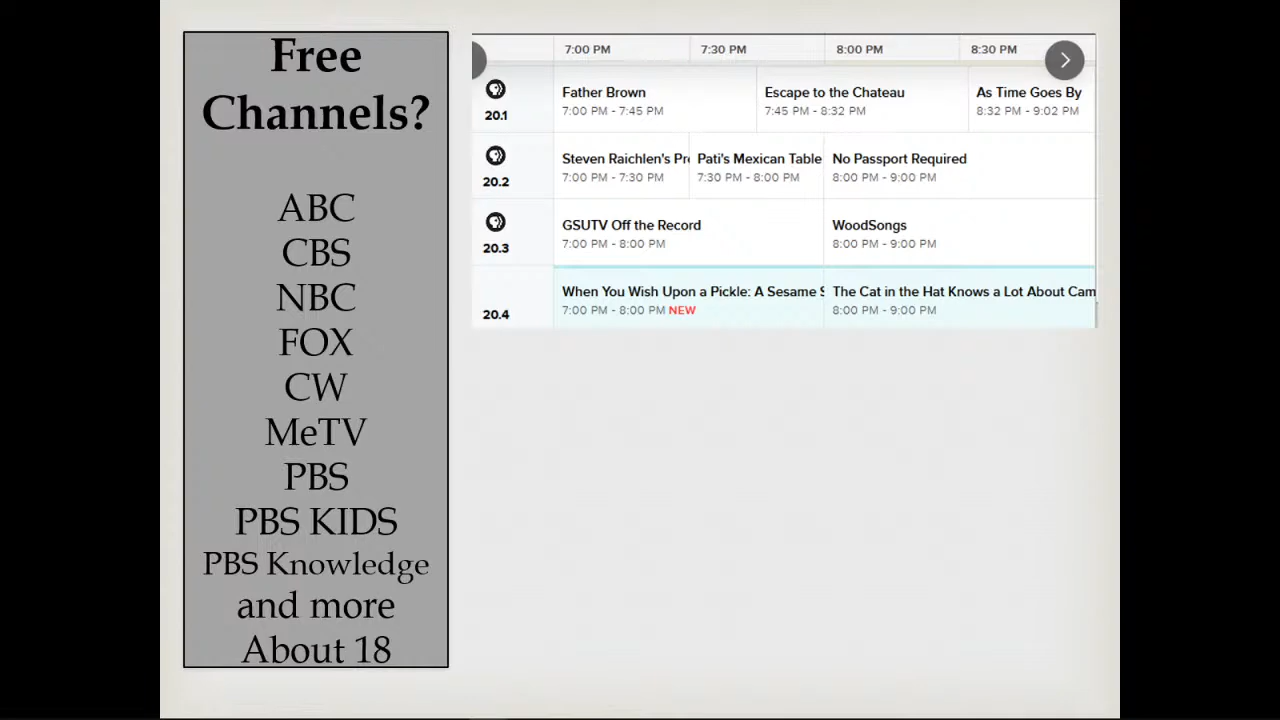 Free
Channels?
ABC
CBS
NBC
FOX
CW
MeTV
PBS
PBS KIDS
PBS Knowledge
and more
About 18
7:00 PM 7:30 PM 8:00 PM 8:30 PM
20.1
Father Brown
7:00 PM - 7:45 PM
Escape to the Chateau
7:45 PM - 8:32 PM
As Time Goes By
8:32 PM - 9:02 PM
20.2
Steven Raichlen's Pr
7:00 PM - 7:30 PM
Pati's Mexican Table
7:30 PM - 8:00 PM
No Passport Required
8:00 PM - 9:00 PM
20.3
GSUTV Off the Record
7:00 PM - 8:00 PM
WoodSongs
8:00 PM - 9:00 PM
20.4
When You Wish Upon a Pickle: A Sesame S
7:00 PM - 8:00 PM NEW
The Cat in the Hat Knows a Lot About Cam
8:00 PM - 9:00 PM